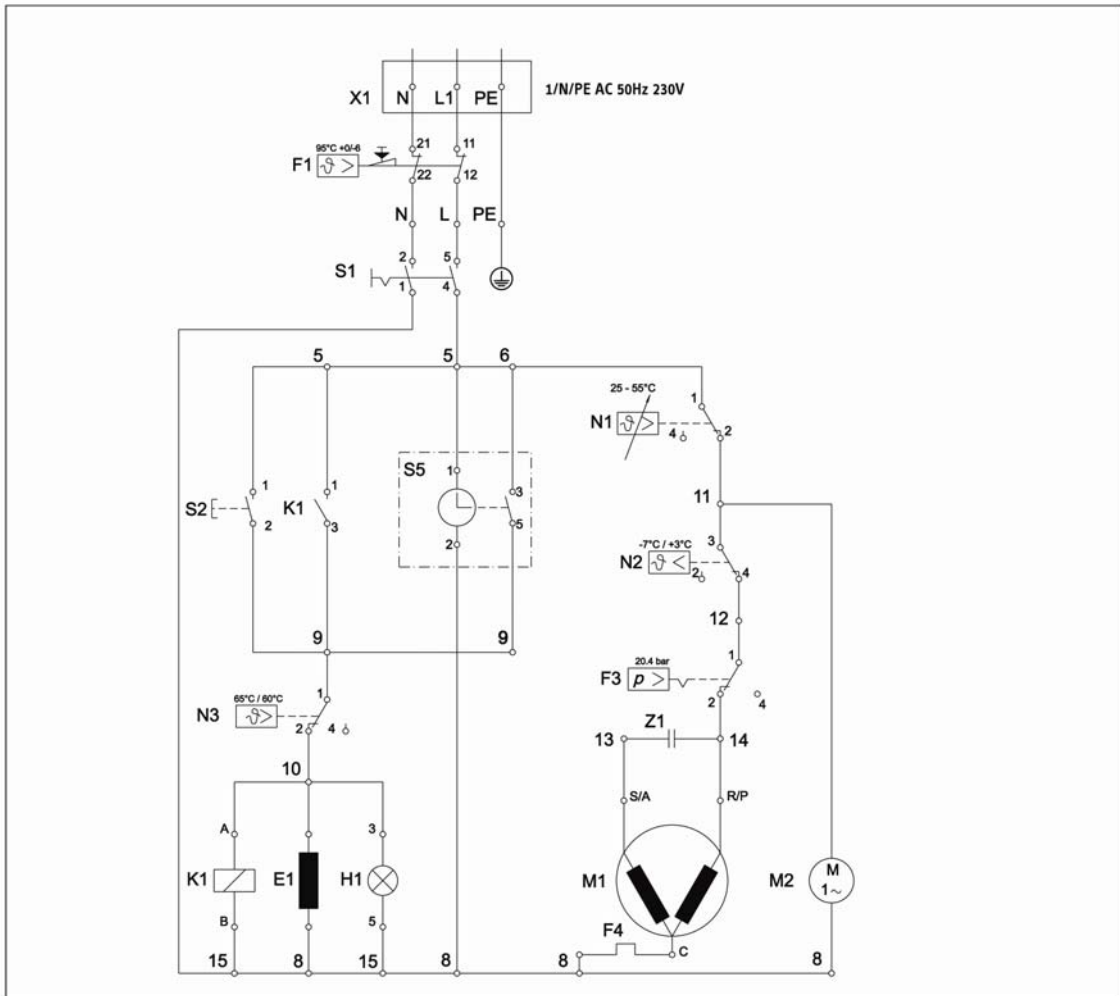 X1 N L1 PE 1/N/PE AC 50Hz 230V
95°C +0/-6 21 11
F1 ϑ >
22 12
N L PE
2 5
S1
1 4
5 5 6
25 - 55°C
1
N1 ϑ > 4 2
S5 1
11
1 1 3
S2 K1
2 3 5
-7°C / +3°C 3
2
N2 ϑ < 2 4
12
9 9
20.4 bar 1
F3 p >
65°C / 60°C 1
2 4
N3 ϑ > 2 4
Z1
13 14
10
S/A R/P
A 3
K1 E1 H1 M1 M2 M
1~
B 5
F4
C
15 8 15 8 8 8